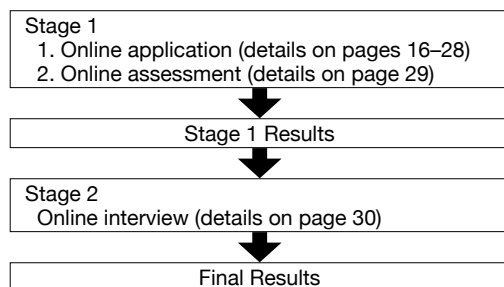 Stage 1
1. Online application (details on pages 16–28)
2. Online assessment (details on page 29)
Stage 1 Results
Stage 2
Online interview (details on page 30)
Final Results